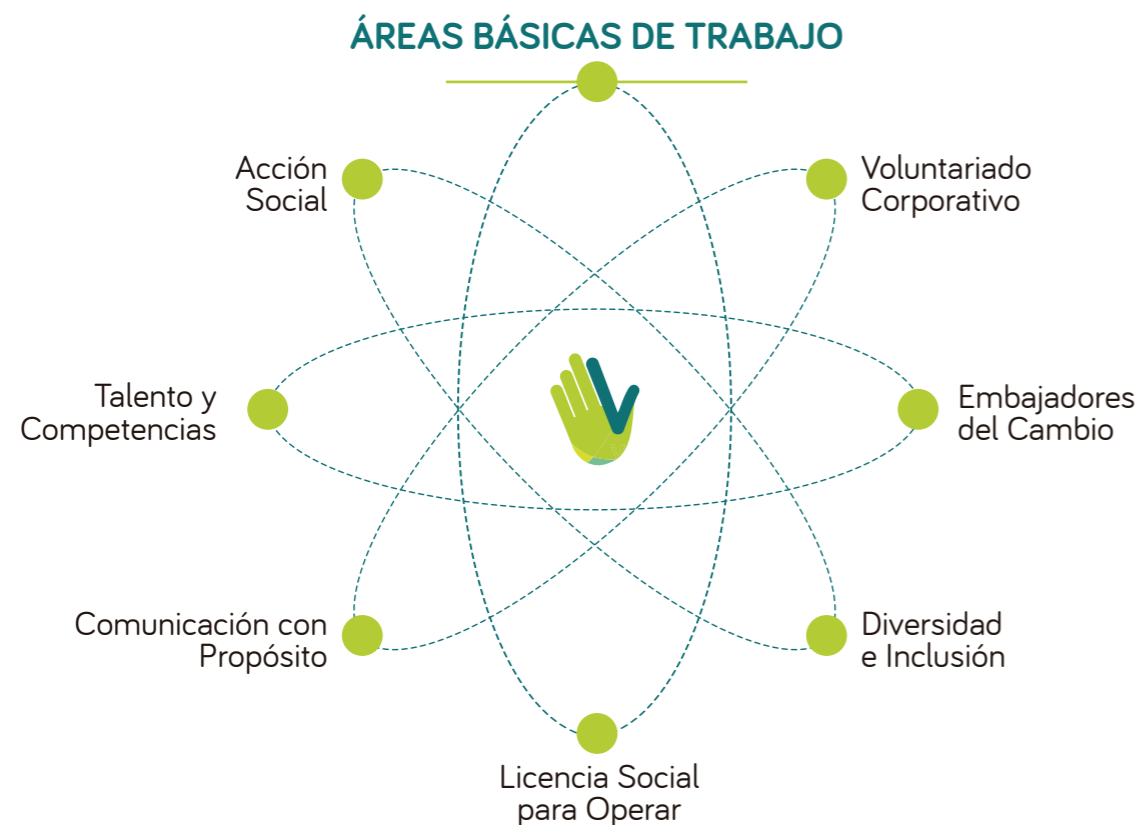 ÁREAS BÁSICAS DE TRABAJO
Acción
Social
Voluntariado
Corporativo
Talento y
Competencias
Embajadores
del Cambio
Comunicación con
Propósito
Diversidad
e Inclusión
Licencia Social
para Operar